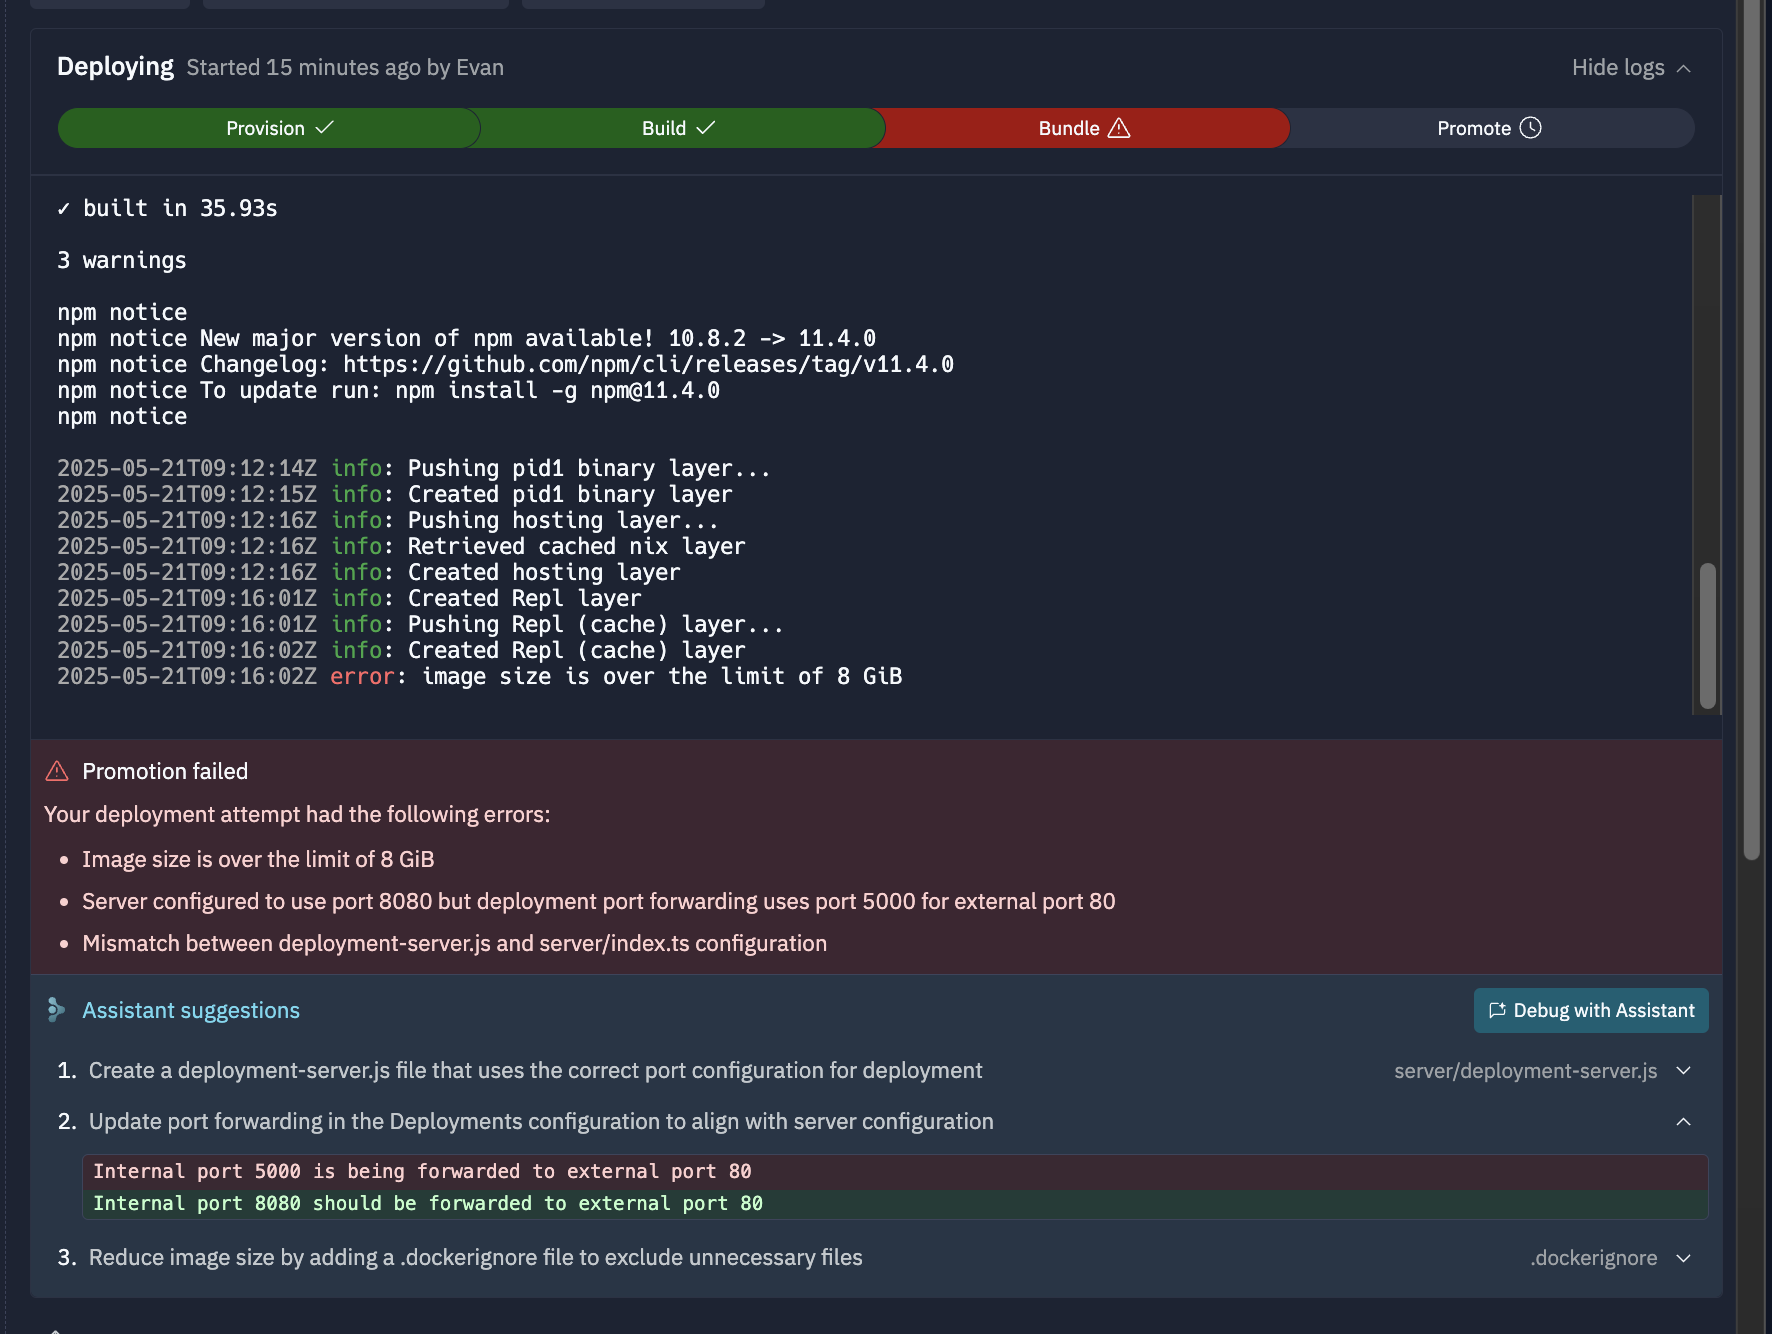 Deploying Started 15 minutes ago by Evan
Hide logs
Provision
Build
Bundle
Promote
✓ built in 35.93s
3 warnings
npm notice
npm notice New major version of npm available! 10.8.2 -> 11.4.0
npm notice Changelog: https://github.com/npm/cli/releases/tag/v11.4.0
npm notice To update run: npm install -g npm@11.4.0
npm notice
2025-05-21T09:12:14Z info: Pushing pid1 binary layer...
2025-05-21T09:12:15Z info: Created pid1 binary layer
2025-05-21T09:12:16Z info: Pushing hosting layer...
2025-05-21T09:12:16Z info: Retrieved cached nix layer
2025-05-21T09:12:16Z info: Created hosting layer
2025-05-21T09:16:01Z info: Created Repl layer
2025-05-21T09:16:01Z info: Pushing Repl (cache) layer...
2025-05-21T09:16:02Z info: Created Repl (cache) layer
2025-05-21T09:16:02Z error: image size is over the limit of 8 GiB
Promotion failed
Your deployment attempt had the following errors:
• Image size is over the limit of 8 GiB
• Server configured to use port 8080 but deployment port forwarding uses port 5000 for external port 80
• Mismatch between deployment-server.js and server/index.ts configuration
Assistant suggestions
Debug with Assistant
1. Create a deployment-server.js file that uses the correct port configuration for deployment
server/deployment-server.js
2. Update port forwarding in the Deployments configuration to align with server configuration
Internal port 5000 is being forwarded to external port 80
Internal port 8080 should be forwarded to external port 80
3. Reduce image size by adding a .dockerignore file to exclude unnecessary files
.dockerignore